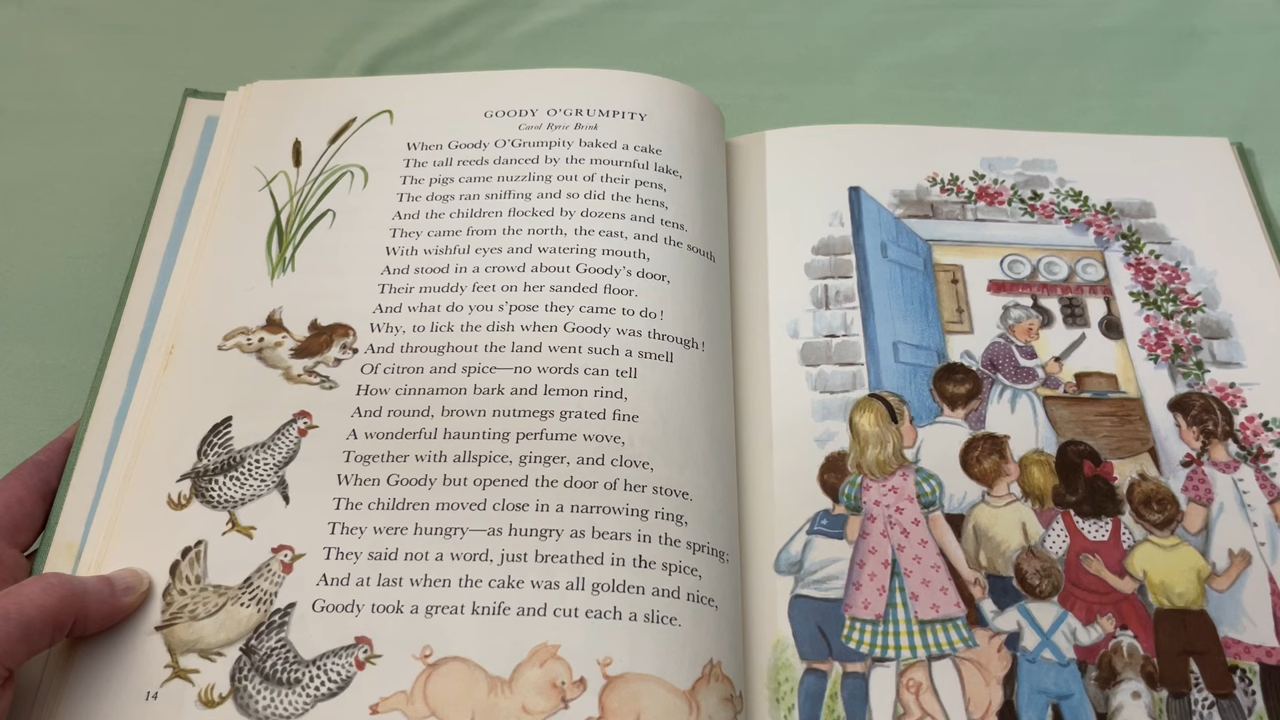 GOODY O'GRUMPITY
Carol Ryrie Brink
When Goody O'Grumpity baked a cake
The tall reeds danced by the mournful lake,
The pigs came nuzzling out of their pens,
The dogs ran sniffing and so did the hens,
And the children flocked by dozens and tens.
They came from the north, the east, and the south
With wishful eyes and watering mouth,
And stood in a crowd about Goody's door,
Their muddy feet on her sanded floor.
And what do you s'pose they came to do!
Why, to lick the dish when Goody was through!
And throughout the land went such a smell
Of citron and spice—no words can tell
How cinnamon bark and lemon rind,
And round, brown nutmegs grated fine
A wonderful haunting perfume wove,
Together with allspice, ginger, and clove,
When Goody but opened the door of her stove.
The children moved close in a narrowing ring,
They were hungry—as hungry as bears in the spring;
They said not a word, just breathed in the spice,
And at last when the cake was all golden and nice,
Goody took a great knife and cut each a slice.
14